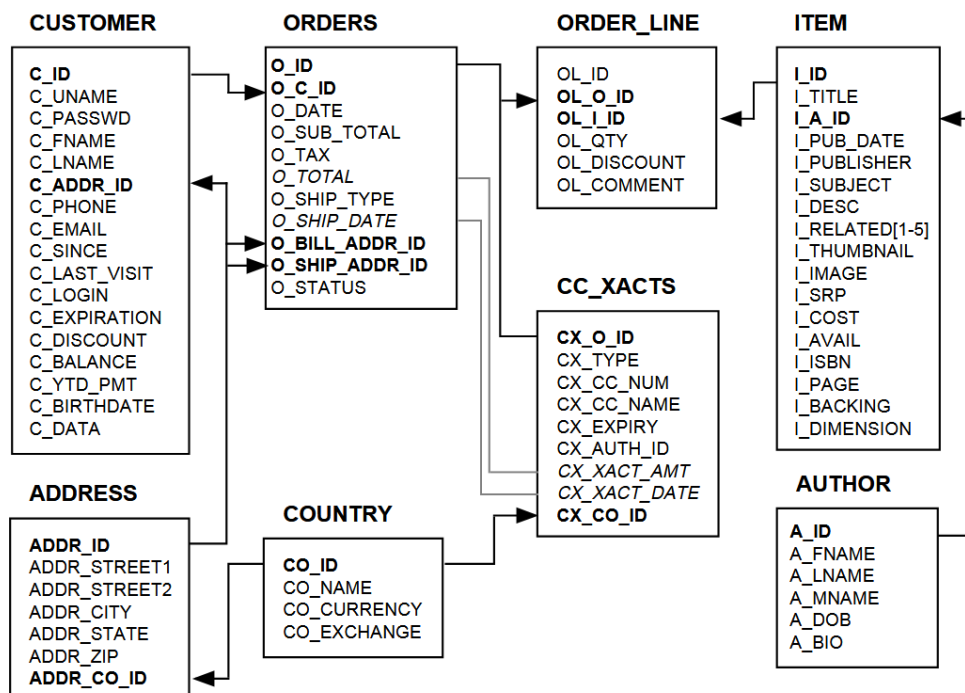 CUSTOMER
C_ID
C_UNAME
C_PASSWD
C_FNAME
C_LNAME
C_ADDR_ID
C_PHONE
C_EMAIL
C_SINCE
C_LAST_VISIT
C_LOGIN
C_EXPIRATION
C_DISCOUNT
C_BALANCE
C_YTD_PMT
C_BIRTHDATE
C_DATA
ORDERS
O_ID
O_C_ID
O_DATE
O_SUB_TOTAL
O_TAX
O_TOTAL
O_SHIP_TYPE
O_SHIP_DATE
O_BILL_ADDR_ID
O_SHIP_ADDR_ID
O_STATUS
ORDER_LINE
OL_ID
OL_O_ID
OL_I_ID
OL_QTY
OL_DISCOUNT
OL_COMMENT
ITEM
I_ID
I_TITLE
I_A_ID
I_PUB_DATE
I_PUBLISHER
I_SUBJECT
I_DESC
I_RELATED[1-5]
I_THUMBNAIL
I_IMAGE
I_SRP
I_COST
I_AVAIL
I_ISBN
I_PAGE
I_BACKING
I_DIMENSION
CC_XACTS
CX_O_ID
CX_TYPE
CX_CC_NUM
CX_CC_NAME
CX_EXPIRY
CX_AUTH_ID
CX_XACT_AMT
CX_XACT_DATE
CX_CO_ID
ADDRESS
ADDR_ID
ADDR_STREET1
ADDR_STREET2
ADDR_CITY
ADDR_STATE
ADDR_ZIP
ADDR_CO_ID
COUNTRY
CO_ID
CO_NAME
CO_CURRENCY
CO_EXCHANGE
AUTHOR
A_ID
A_FNAME
A_LNAME
A_MNAME
A_DOB
A_BIO